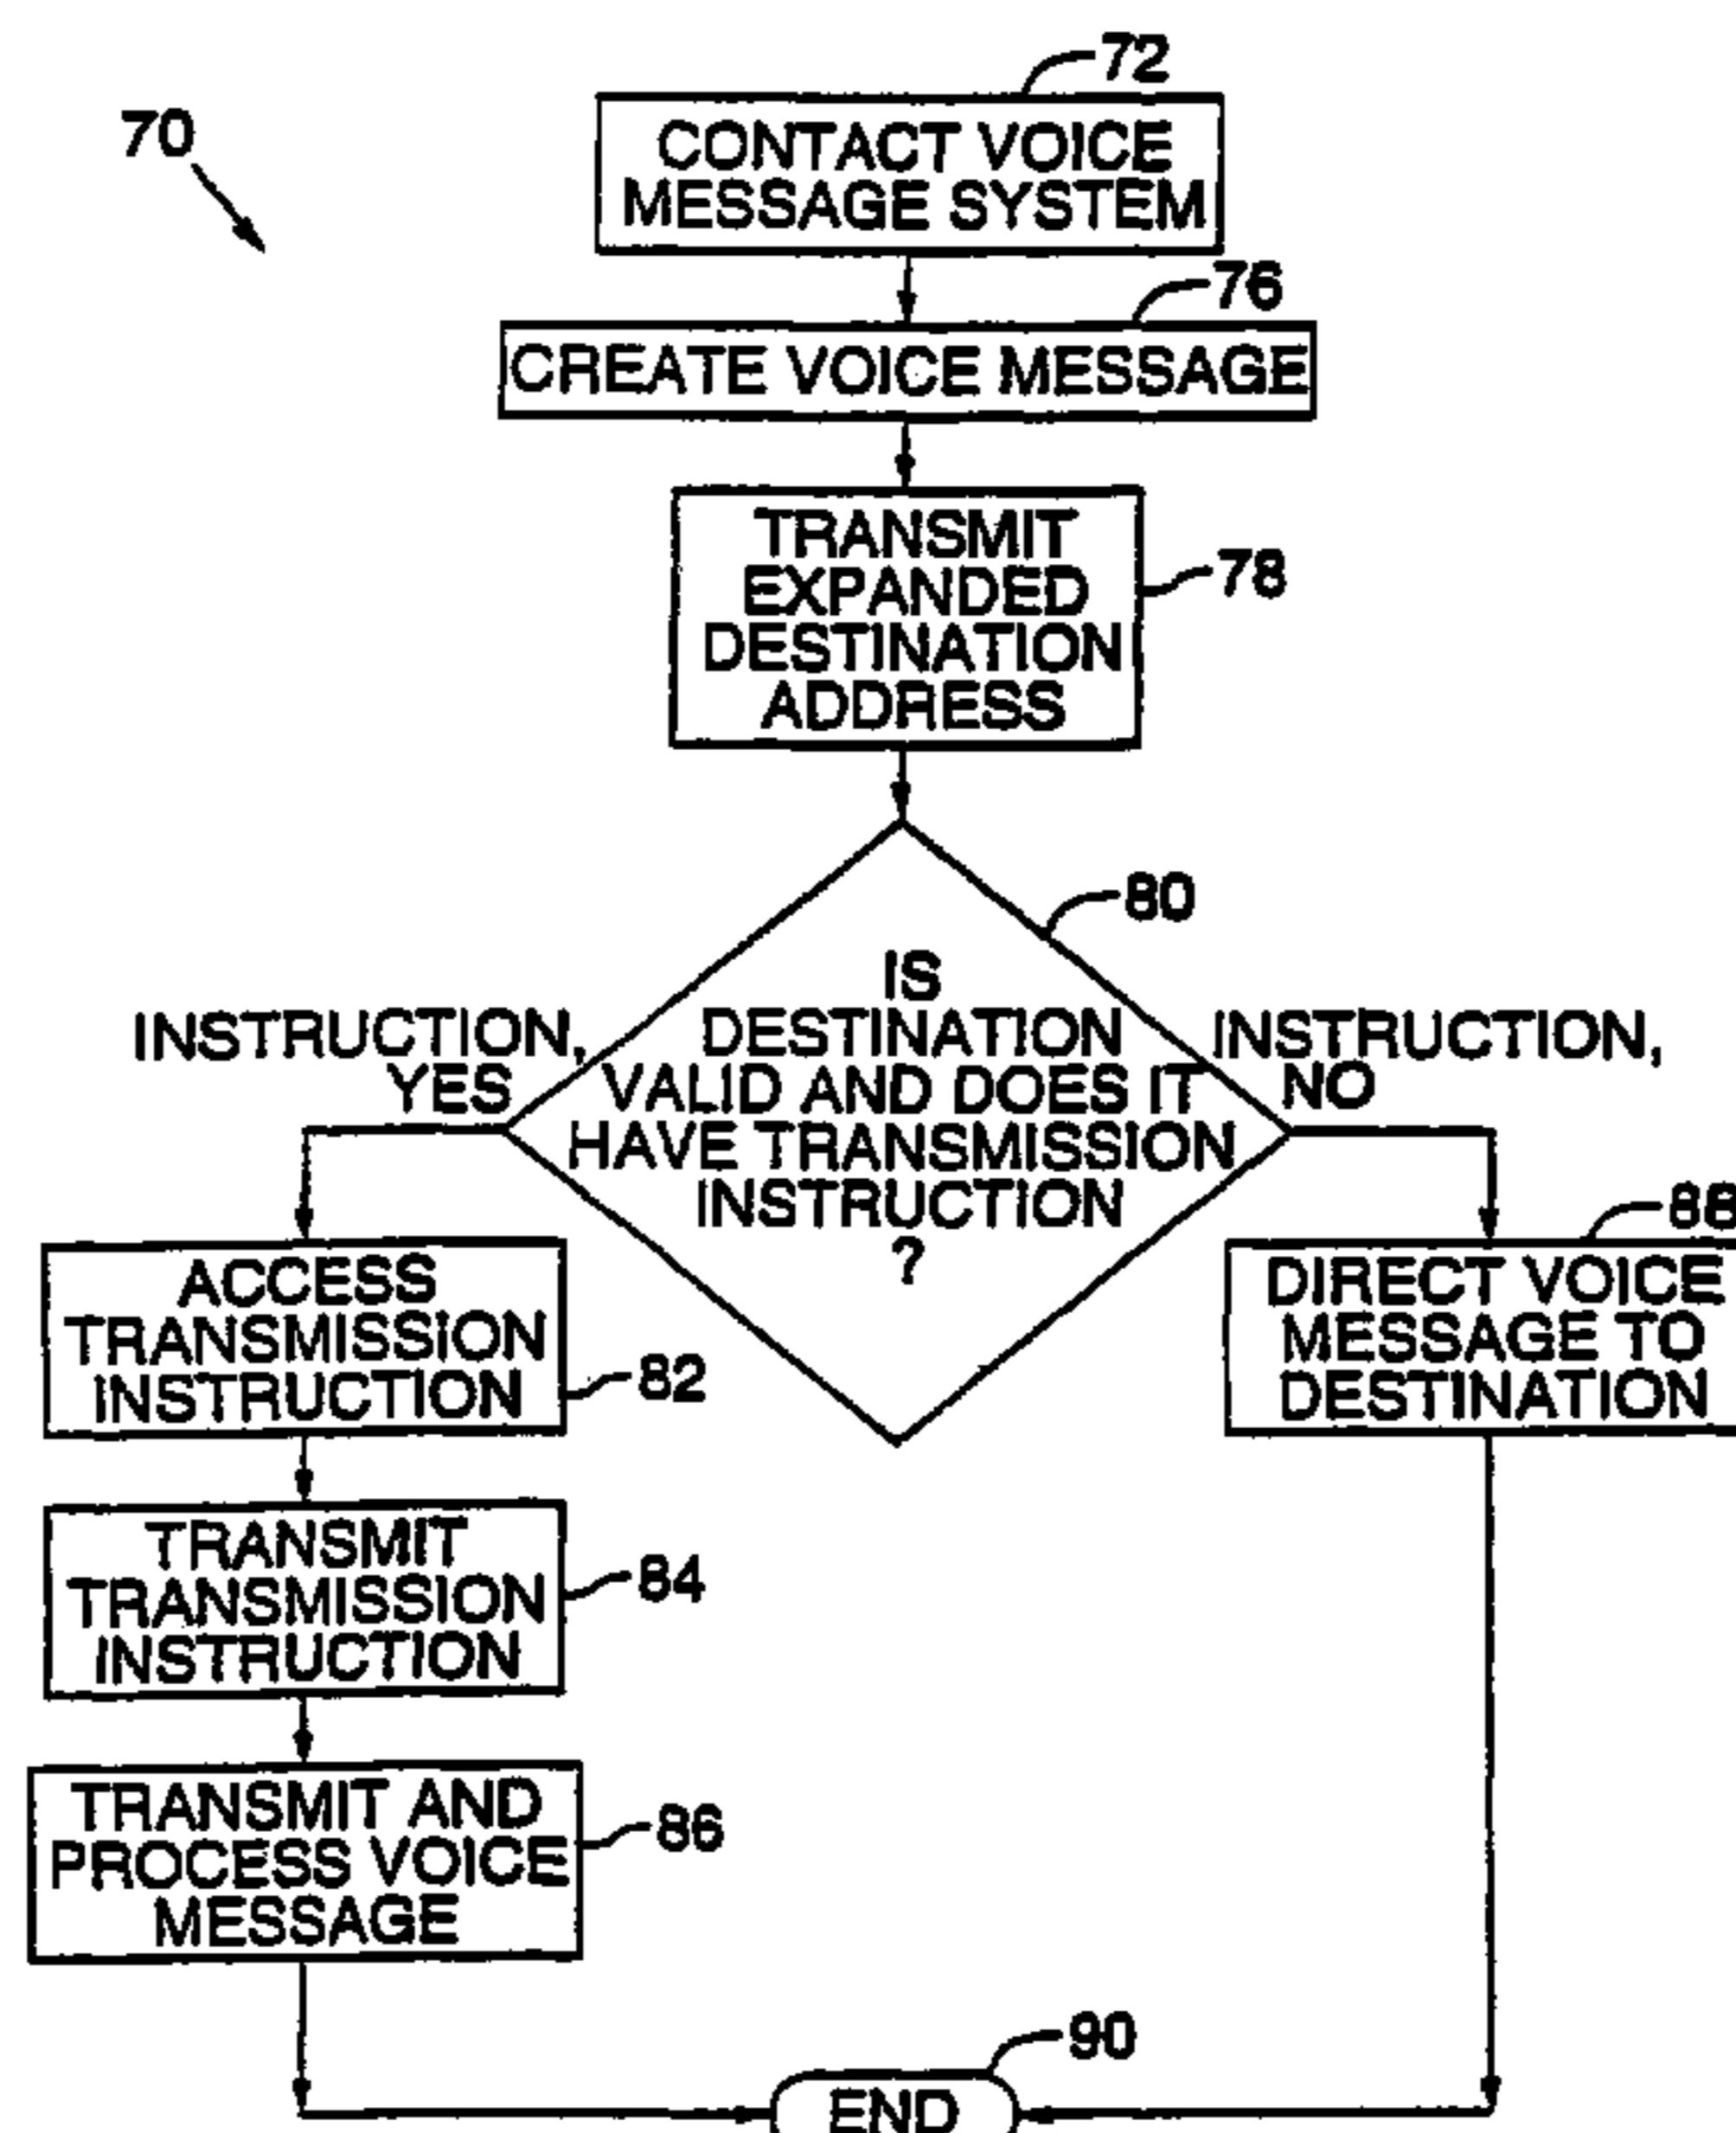 72
70
CONTACT VOICE
MESSAGE SYSTEM
76
CREATE VOICE MESSAGE
TRANSMIT
EXPANDED
DESTINATION
ADDRESS
78
80
IS
DESTINATION
VALID AND DOES IT
HAVE TRANSMISSION
INSTRUCTION
?
INSTRUCTION,
YES
INSTRUCTION,
NO
88
ACCESS
TRANSMISSION
INSTRUCTION
82
DIRECT VOICE
MESSAGE TO
DESTINATION
TRANSMIT
TRANSMISSION
INSTRUCTION
84
TRANSMIT AND
PROCESS VOICE
MESSAGE
86
90
END